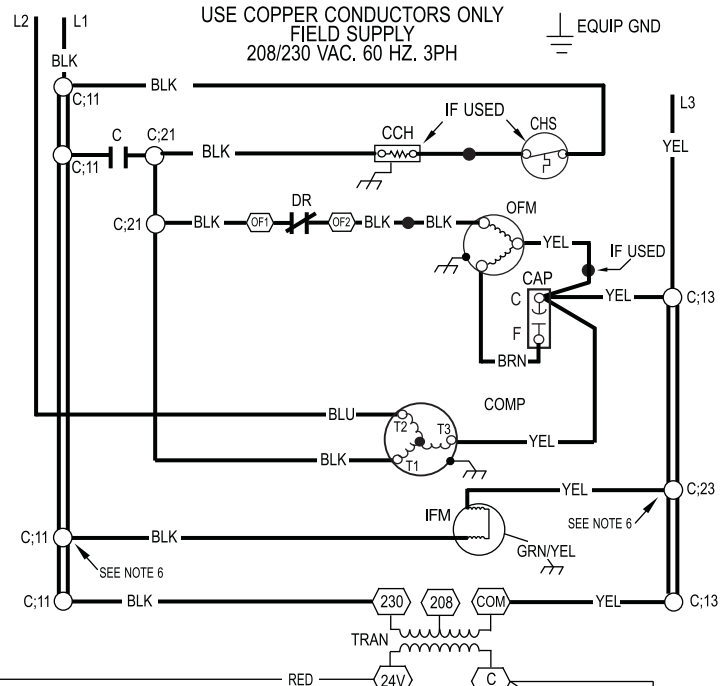 USE COPPER CONDUCTORS ONLY
FIELD SUPPLY
208/230 VAC. 60 HZ. 3PH
L2
L1
EQUIP GND
BLK
C;11
BLK
L3
IF USED
C
C;21
CCH
CHS
C;11
BLK
YEL
DR
OFM
C;21
BLK
OF1
OF2
BLK
BLK
YEL
IF USED
CAP
C
YEL
C;13
F
BRN
COMP
BLU
T2
T3
YEL
BLK
T1
YEL
C;23
IFM
SEE NOTE 6
C;11
BLK
GRN/YEL
SEE NOTE 6
C;11
BLK
230
208
COM
YEL
C;13
TRAN
RED
24V
C